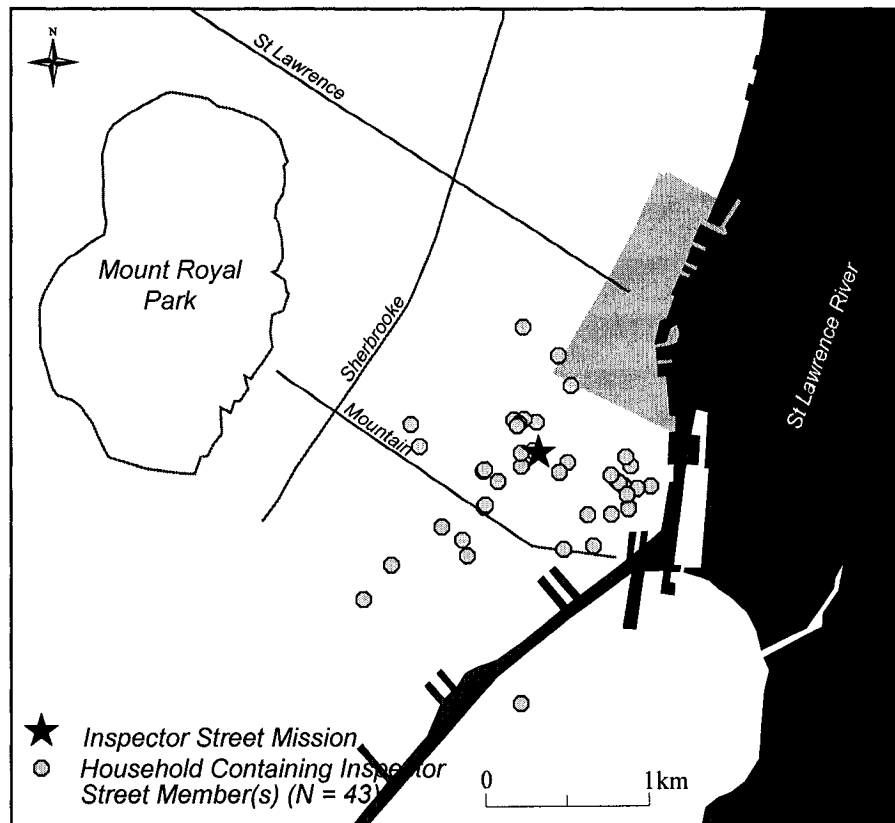 N
St Lawrence
Mount Royal
Park
Sherbrooke
Mountain
St Lawrence River
Inspector Street Mission
Household Containing Inspector
Street Member(s) (N = 43)
0 1km